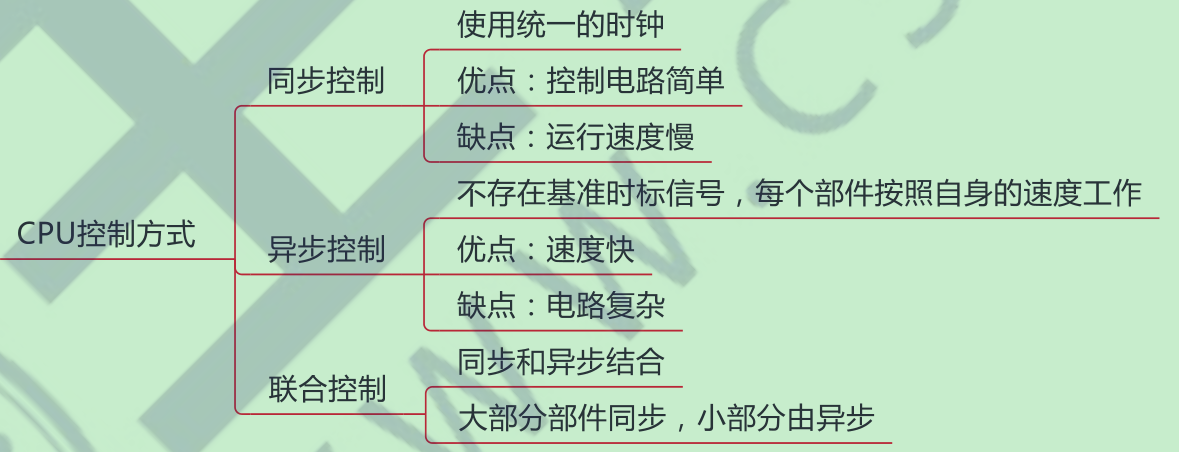 CPU控制方式
同步控制
使用统一的时钟
优点：控制电路简单
缺点：运行速度慢
异步控制
不存在基准时标信号，每个部件按照自身的速度工作
优点：速度快
缺点：电路复杂
联合控制
同步和异步结合
大部分部件同步，小部分由异步